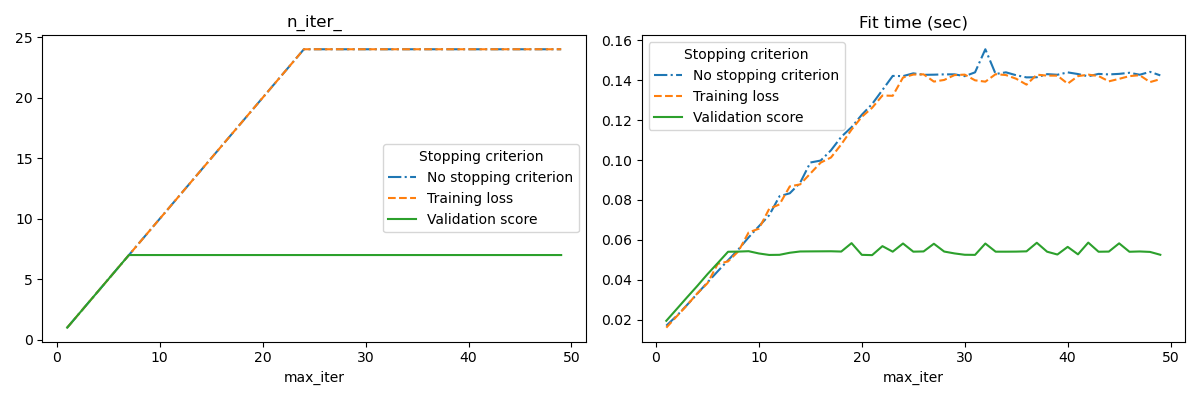 n_iter_
25
20
15
10
5
0
0 10 20 30 40 50
max_iter
Stopping criterion
No stopping criterion
Training loss
Validation score
Fit time (sec)
0.16
0.14
0.12
0.10
0.08
0.06
0.04
0.02
0 10 20 30 40 50
max_iter
Stopping criterion
No stopping criterion
Training loss
Validation score